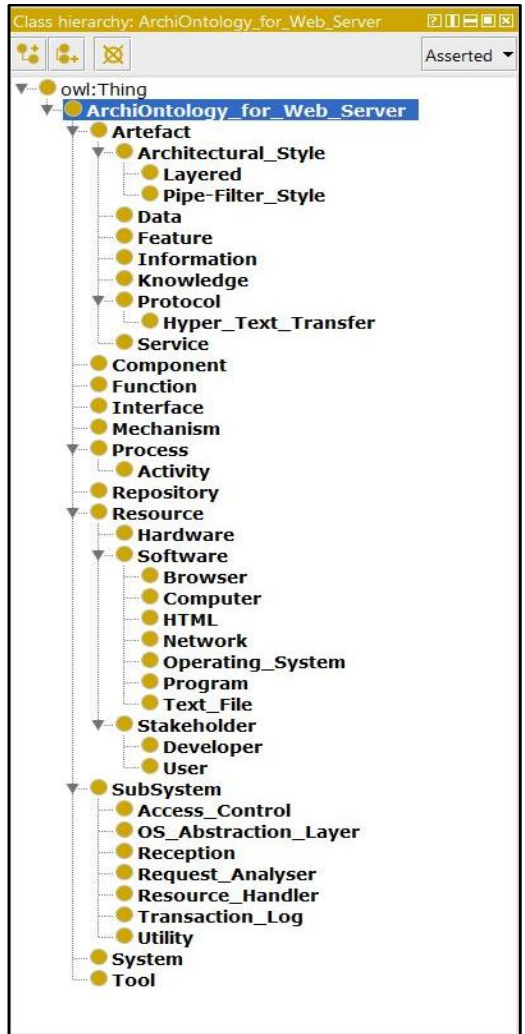 Class hierarchy: ArchiOntology_for_Web_Server
Asserted
owl:Thing
ArchiOntology_for_Web_Server
Artefact
Architectural_Style
Layered
Pipe-Filter_Style
Data
Feature
Information
Knowledge
Protocol
Hyper_Text_Transfer
Service
Component
Function
Interface
Mechanism
Process
Activity
Repository
Resource
Hardware
Software
Browser
Computer
HTML
Network
Operating_System
Program
Text_File
Stakeholder
Developer
User
SubSystem
Access_Control
OS_Abstraction_Layer
Reception
Request_Analyser
Resource_Handler
Transaction_Log
Utility
System
Tool